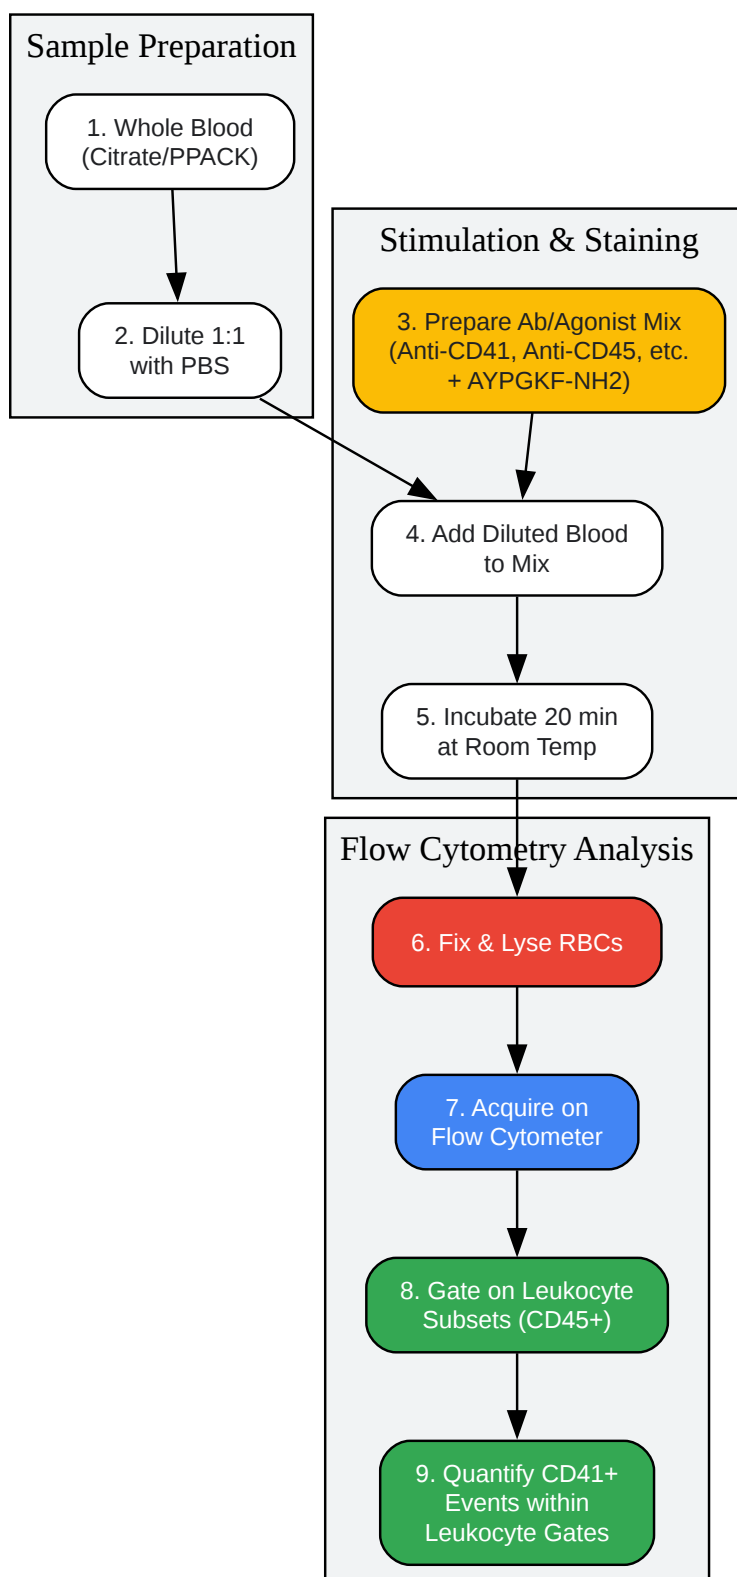 Sample Preparation
1. Whole Blood
(Citrate/PPACK)
2. Dilute 1:1
with PBS
Stimulation & Staining
3. Prepare Ab/Agonist Mix
(Anti-CD41, Anti-CD45, etc.
+ AYPGKF-NH2)
4. Add Diluted Blood
to Mix
5. Incubate 20 min
at Room Temp
Flow Cytometry Analysis
6. Fix & Lyse RBCs
7. Acquire on
Flow Cytometer
8. Gate on Leukocyte
Subsets (CD45+)
9. Quantify CD41+
Events within
Leukocyte Gates